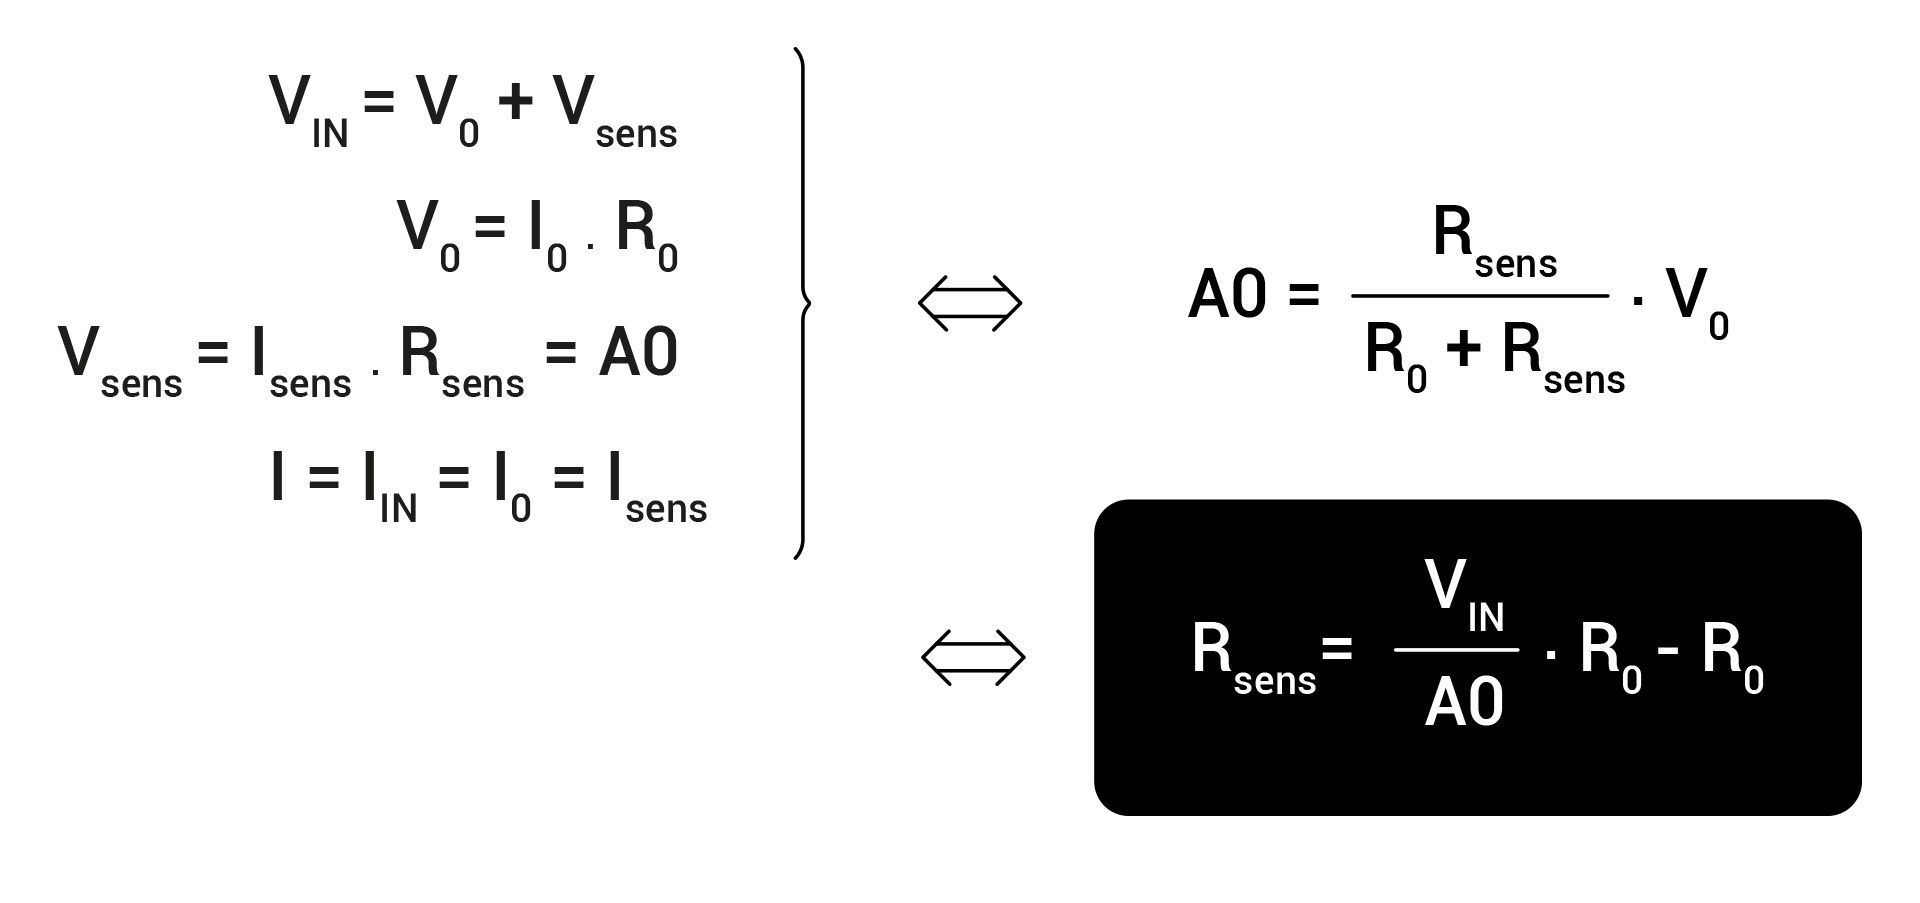 V_IN = V_0 + V_sens
V_0 = I_0 . R_0
V_sens = I_sens . R_sens = A0
I = I_IN = I_0 = I_sens
⟺ A0 = R_sens / (R_0 + R_sens) · V_0
⟺ R_sens = V_IN / A0 · R_0 - R_0